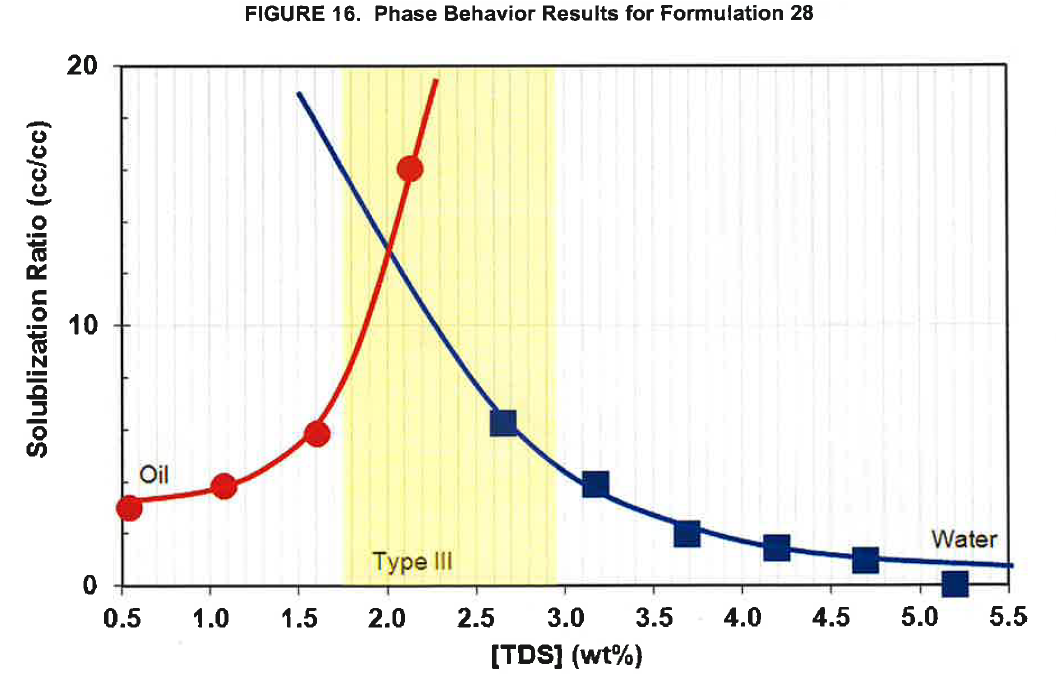 FIGURE 16. Phase Behavior Results for Formulation 28
20
10
0
Solublization Ratio (cc/cc)
Oil
Type III
Water
0.5 1.0 1.5 2.0 2.5 3.0 3.5 4.0 4.5 5.0 5.5
[TDS] (wt%)